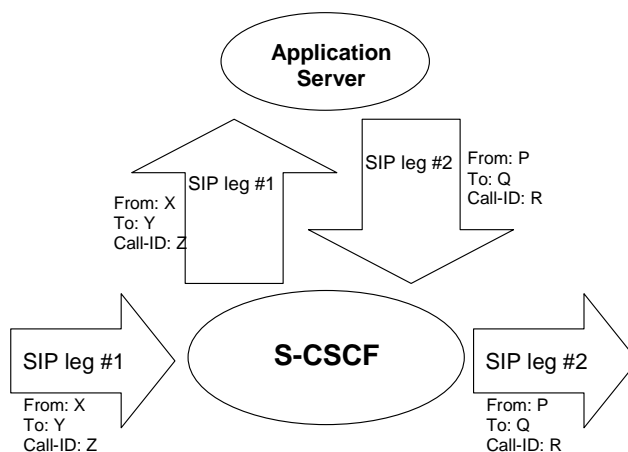 Application
Server
SIP leg #1
From: X
To: Y
Call-ID: Z
SIP leg #2
From: P
To: Q
Call-ID: R
SIP leg #1
From: X
To: Y
Call-ID: Z
S-CSCF
SIP leg #2
From: P
To: Q
Call-ID: R